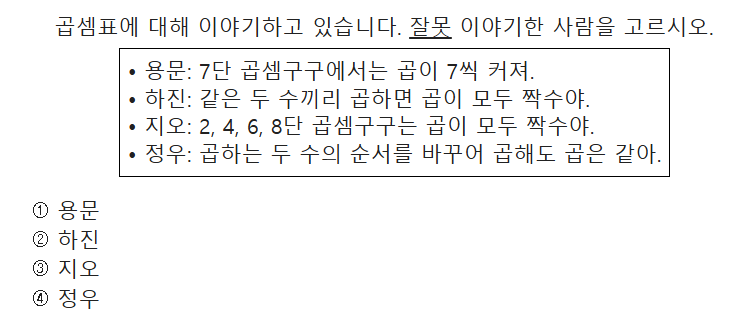 곱셈표에 대해 이야기하고 있습니다. 잘못 이야기한 사람을 고르시오.
• 용문: 7단 곱셈구구에서는 곱이 7씩 커져.
• 하진: 같은 두 수끼리 곱하면 곱이 모두 짝수야.
• 지오: 2, 4, 6, 8단 곱셈구구는 곱이 모두 짝수야.
• 정우: 곱하는 두 수의 순서를 바꾸어 곱해도 곱은 같아.
① 용문
② 하진
③ 지오
④ 정우